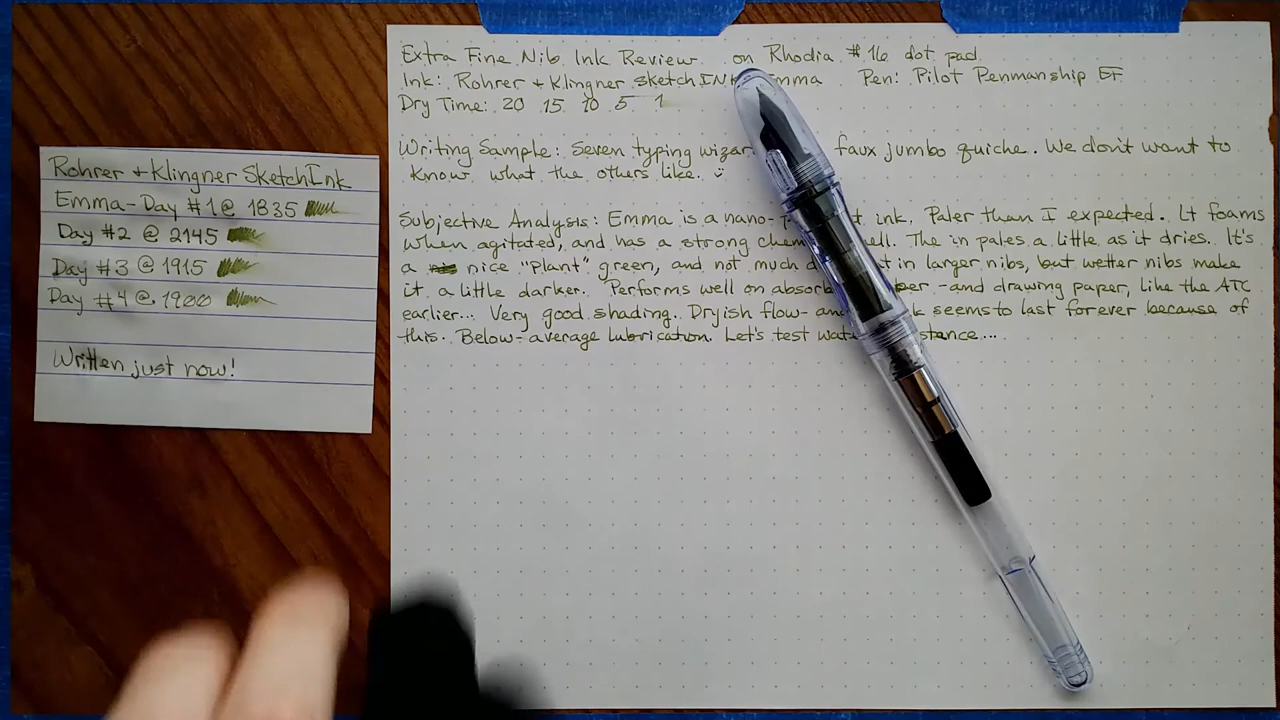 Rohrer + Klingner SketchInk
Emma-Day #1 @ 1835
Day #2 @ 2145
Day #3 @ 1915
Day #4 @ 1900
Written just now!
Extra Fine Nib Ink Review on Rhodia #16 dot pad
Ink: Rohrer + Klingner SketchINK Emma Pen: Pilot Penmanship EF
Dry Time: 20 15 10 5 1
Writing Sample: Seven typing wizar faux jumbo quiche. We don't want to
know what the others like.
Subjective Analysis: Emma is a nano- t ink. Paler than I expected. It foams
when agitated, and has a strong chem ell. The in pales a little as it dries. It's
a nice "plant" green, and not much d t in larger nibs, but wetter nibs make
it a little darker. Performs well on absorb per - and drawing paper, like the ATC
earlier... Very good shading. Dryish flow- an k seems to last forever because of
this. Below-average lubrication. Let's test wat stance...